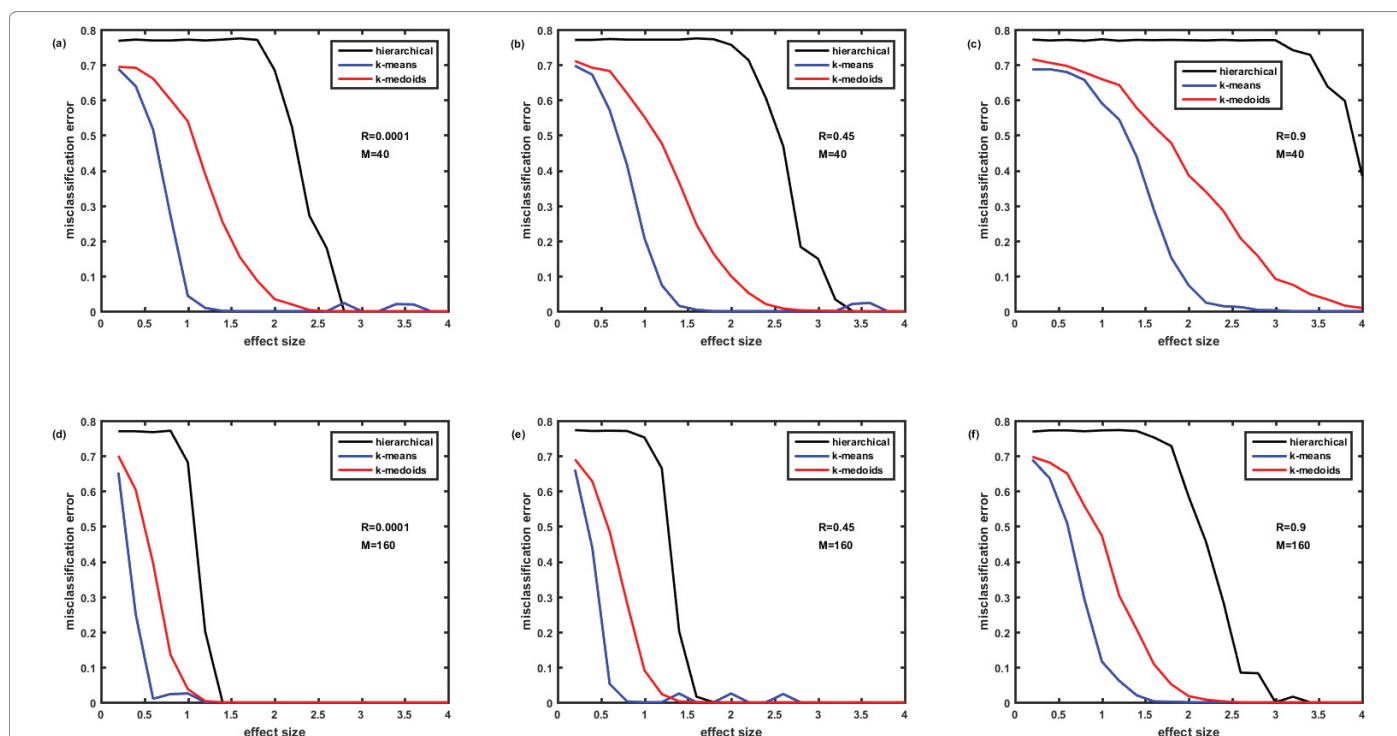 (a)
misclassification error
0.8
0.7
0.6
0.5
0.4
0.3
0.2
0.1
0
hierarchical
k-means
k-medoids
R=0.0001
M=40
0 0.5 1 1.5 2 2.5 3 3.5 4
effect size
(b)
misclassification error
0.8
0.7
0.6
0.5
0.4
0.3
0.2
0.1
0
hierarchical
k-means
k-medoids
R=0.45
M=40
0 0.5 1 1.5 2 2.5 3 3.5 4
effect size
(c)
misclassification error
0.8
0.7
0.6
0.5
0.4
0.3
0.2
0.1
0
hierarchical
k-means
k-medoids
R=0.9
M=40
0 0.5 1 1.5 2 2.5 3 3.5 4
effect size
(d)
misclassification error
0.8
0.7
0.6
0.5
0.4
0.3
0.2
0.1
0
hierarchical
k-means
k-medoids
R=0.0001
M=160
0 0.5 1 1.5 2 2.5 3 3.5 4
effect size
(e)
misclassification error
0.8
0.7
0.6
0.5
0.4
0.3
0.2
0.1
0
hierarchical
k-means
k-medoids
R=0.45
M=160
0 0.5 1 1.5 2 2.5 3 3.5 4
effect size
(f)
misclassification error
0.8
0.7
0.6
0.5
0.4
0.3
0.2
0.1
0
hierarchical
k-means
k-medoids
R=0.9
M=160
0 0.5 1 1.5 2 2.5 3 3.5 4
effect size